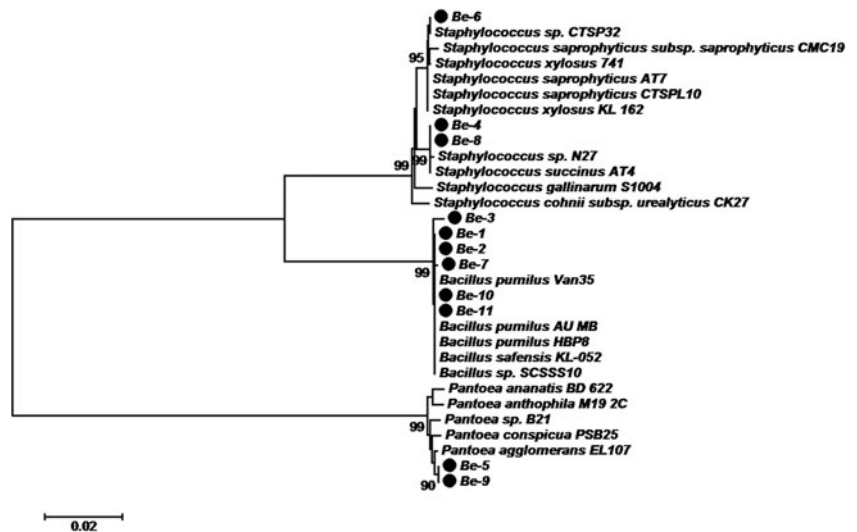 Be-6
Staphylococcus sp. CTSP32
Staphylococcus saprophyticus subsp. saprophyticus CMC19
95
Staphylococcus xylosus 741
Staphylococcus saprophyticus AT7
Staphylococcus saprophyticus CTSPL10
Staphylococcus xylosus KL 162
Be-4
Be-8
99
99
Staphylococcus sp. N27
Staphylococcus succinus AT4
Staphylococcus gallinarum S1004
Staphylococcus cohnii subsp. urealyticus CK27
Be-3
Be-1
Be-2
Be-7
99
Bacillus pumilus Van35
Be-10
Be-11
Bacillus pumilus AU MB
Bacillus pumilus HBP8
Bacillus safensis KL-052
Bacillus sp. SCSSS10
Pantoea ananatis BD 622
Pantoea anthophila M19 2C
Pantoea sp. B21
99
Pantoea conspicua PSB25
Pantoea agglomerans EL107
Be-5
Be-9
90
0.02